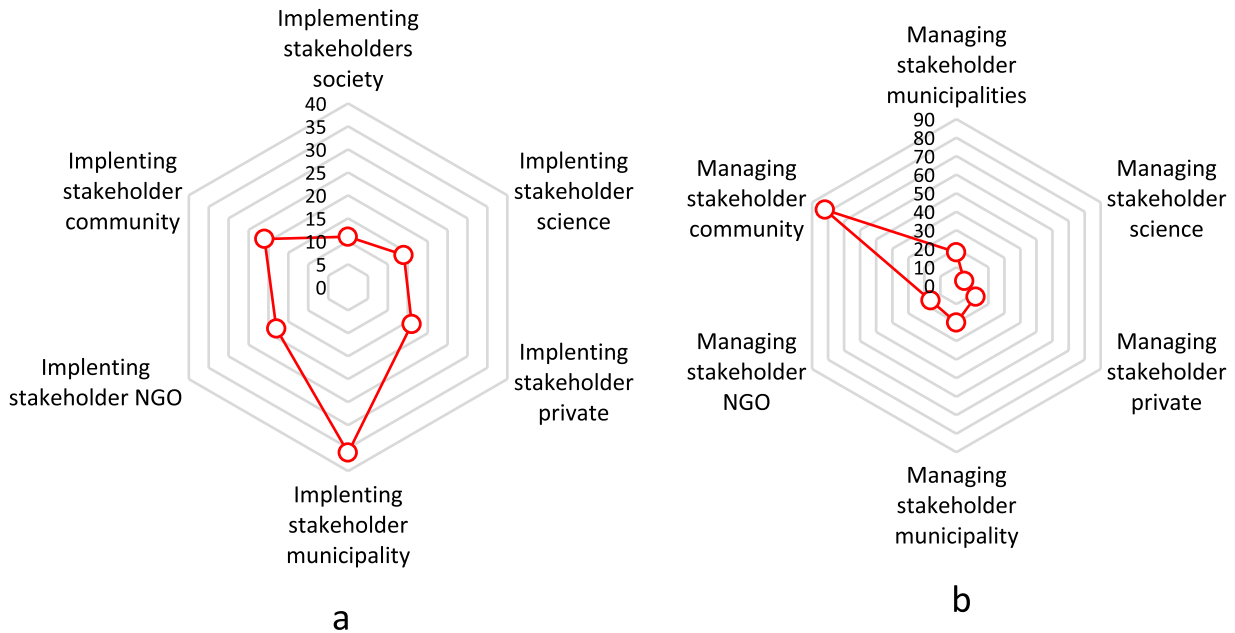 Implementing
stakeholders
society
40
35
30
25
20
15
10
5
0
Implenting
stakeholder
science
Implenting
stakeholder
private
Implenting
stakeholder
municipality
Implenting
stakeholder NGO
Implenting
stakeholder
community
a
Managing
stakeholder
municipalities
90
80
70
60
50
40
30
20
10
0
Managing
stakeholder
science
Managing
stakeholder
private
Managing
stakeholder
municipality
Managing
stakeholder
NGO
Managing
stakeholder
community
b